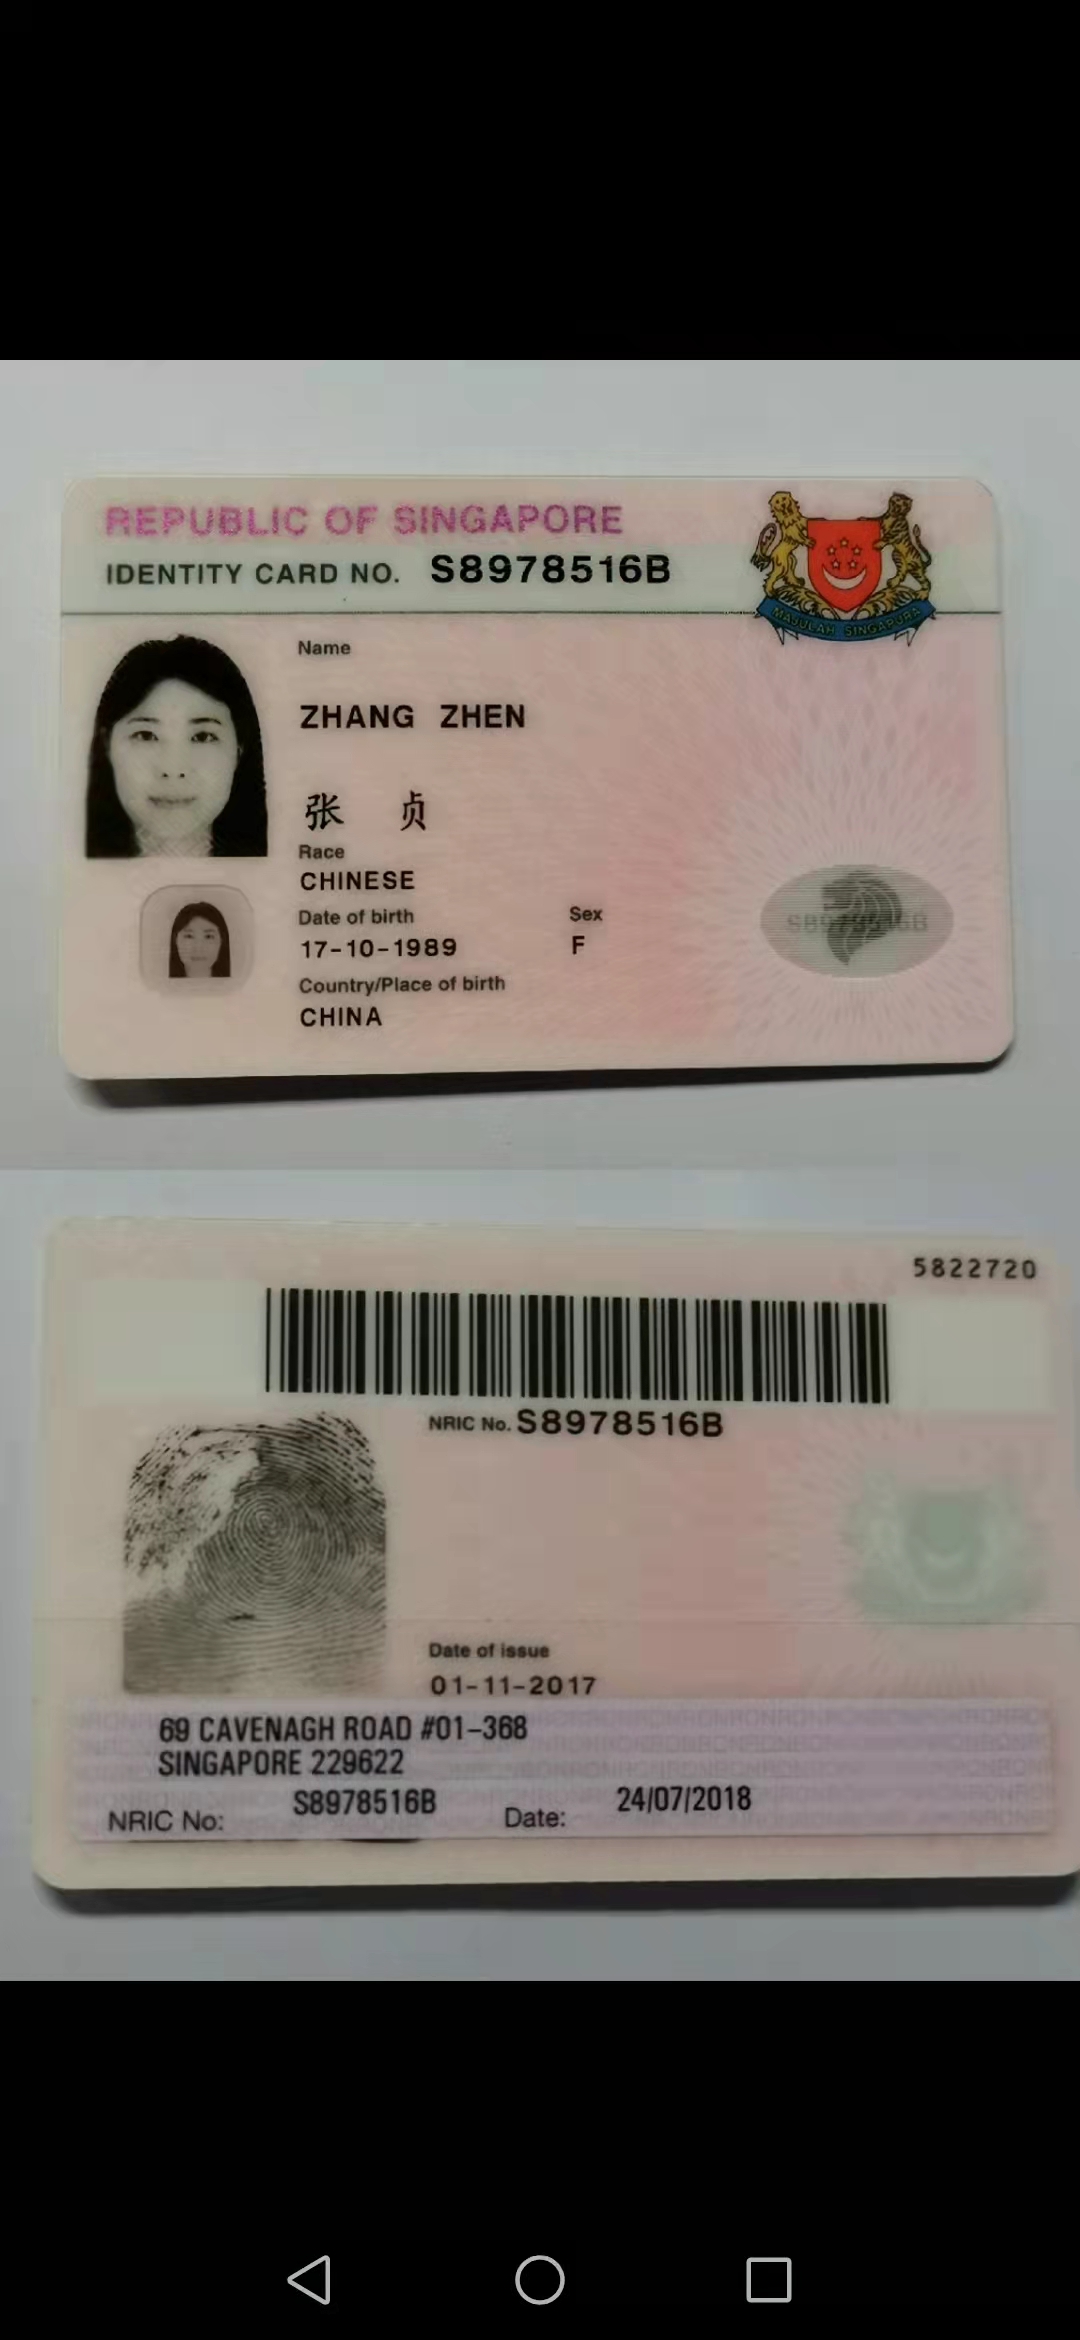 REPUBLIC OF SINGAPORE
IDENTITY CARD NO. S8978516B
MAJULAH SINGAPURA
Name
ZHANG ZHEN
张 贞
Race
CHINESE
Date of birth
Sex
17-10-1989
F
S8978516B
Country/Place of birth
CHINA
5822720
NRIC No. S8978516B
Date of issue
01-11-2017
69 CAVENAGH ROAD #01-368
SINGAPORE 229622
NRIC No: S8978516B Date: 24/07/2018